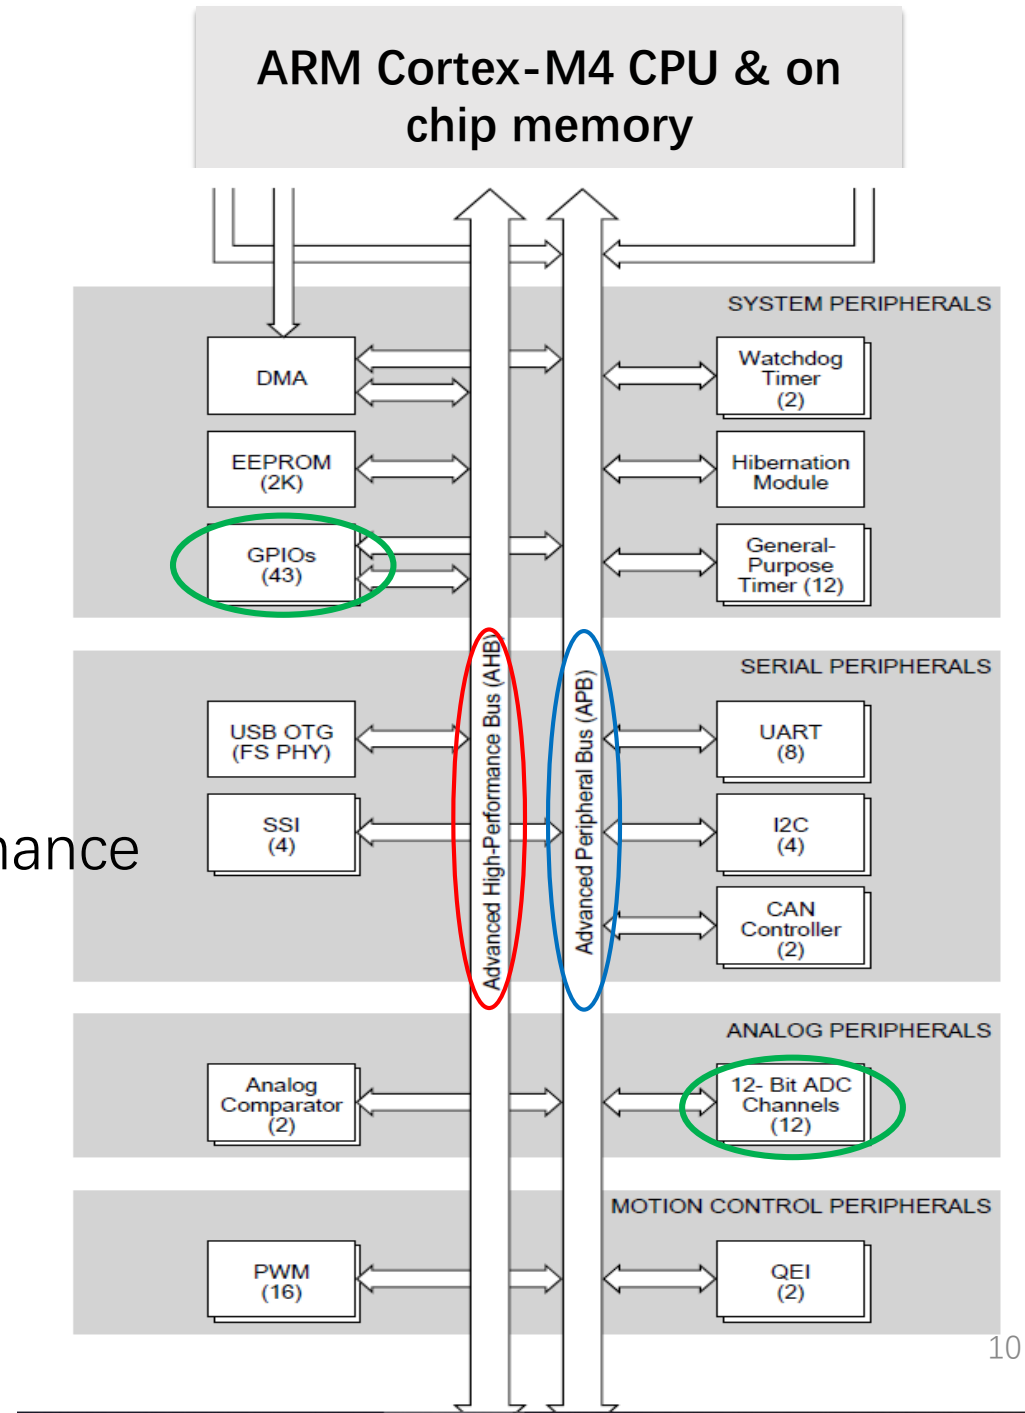 ARM Cortex-M4 CPU & on
chip memory
SYSTEM PERIPHERALS
DMA
Watchdog
Timer
(2)
EEPROM
(2K)
Hibernation
Module
GPIOs
(43)
General-
Purpose
Timer (12)
Advanced High-Performance Bus (AHB)
Advanced Peripheral Bus (APB)
SERIAL PERIPHERALS
USB OTG
(FS PHY)
UART
(8)
SSI
(4)
I2C
(4)
CAN
Controller
(2)
ANALOG PERIPHERALS
Analog
Comparator
(2)
12- Bit ADC
Channels
(12)
MOTION CONTROL PERIPHERALS
PWM
(16)
QEI
(2)
10